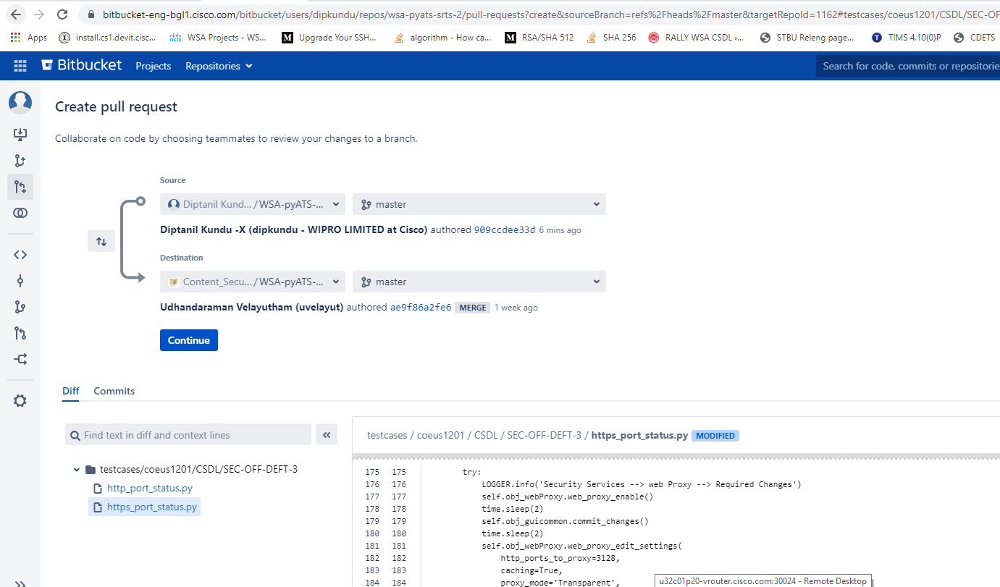 bitbucket-eng-bgl1.cisco.com/bitbucket/users/dipkundu/repos/wsa-pyats-srts-2/pull-requests?create&sourceBranch=refs%2Fheads%2Fmaster&targetRepoId=1162#testcases/coeus1201/CSDL/SEC-OF
Apps install.cs1.devit.cisc... WSA Projects - WS... Upgrade Your SSH... algorithm - How ca... RSA/SHA 512 SHA 256 RALLY WSA CSDL ›... STBU Releng page... TIMS 4.10(0)P CDETS
Bitbucket Projects Repositories Search for code, commits or repositorie
Create pull request
Collaborate on code by choosing teammates to review your changes to a branch.
Source
Diptanil Kund... / WSA-pyATS-... master
Diptanil Kundu -X (dipkundu - WIPRO LIMITED at Cisco) authored 909ccdee33d 6 mins ago
Destination
Content_Secu... / WSA-pyATS-... master
Udhandaraman Velayutham (uvelayut) authored ae9f86a2fe6 MERGE 1 week ago
Continue
Diff Commits
Find text in diff and context lines
testcases/coeus1201/CSDL/SEC-OFF-DEFT-3
http_port_status.py
https_port_status.py
testcases / coeus1201 / CSDL / SEC-OFF-DEFT-3 / https_port_status.py MODIFIED
175 175 try:
176 176 LOGGER.info('Security Services --> web Proxy --> Required Changes')
177 177 self.obj_webProxy.web_proxy_enable()
178 178 time.sleep(2)
179 179 self.obj_guicommon.commit_changes()
180 180 time.sleep(2)
181 181 self.obj_webProxy.web_proxy_edit_settings(
182 182 http_ports_to_proxy=3128,
183 183 caching=True,
184 184 proxy_mode='Transparent',
u32c01p20-vrouter.cisco.com:30024 - Remote Desktop